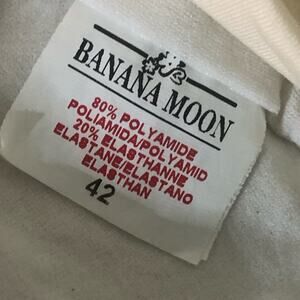 BANANA MOON
80% POLYAMIDE
POLIAMIDA/POLYAMID
20% ELASTHANNE
ELASTANE/ELASTANO
ELASTHAN
42